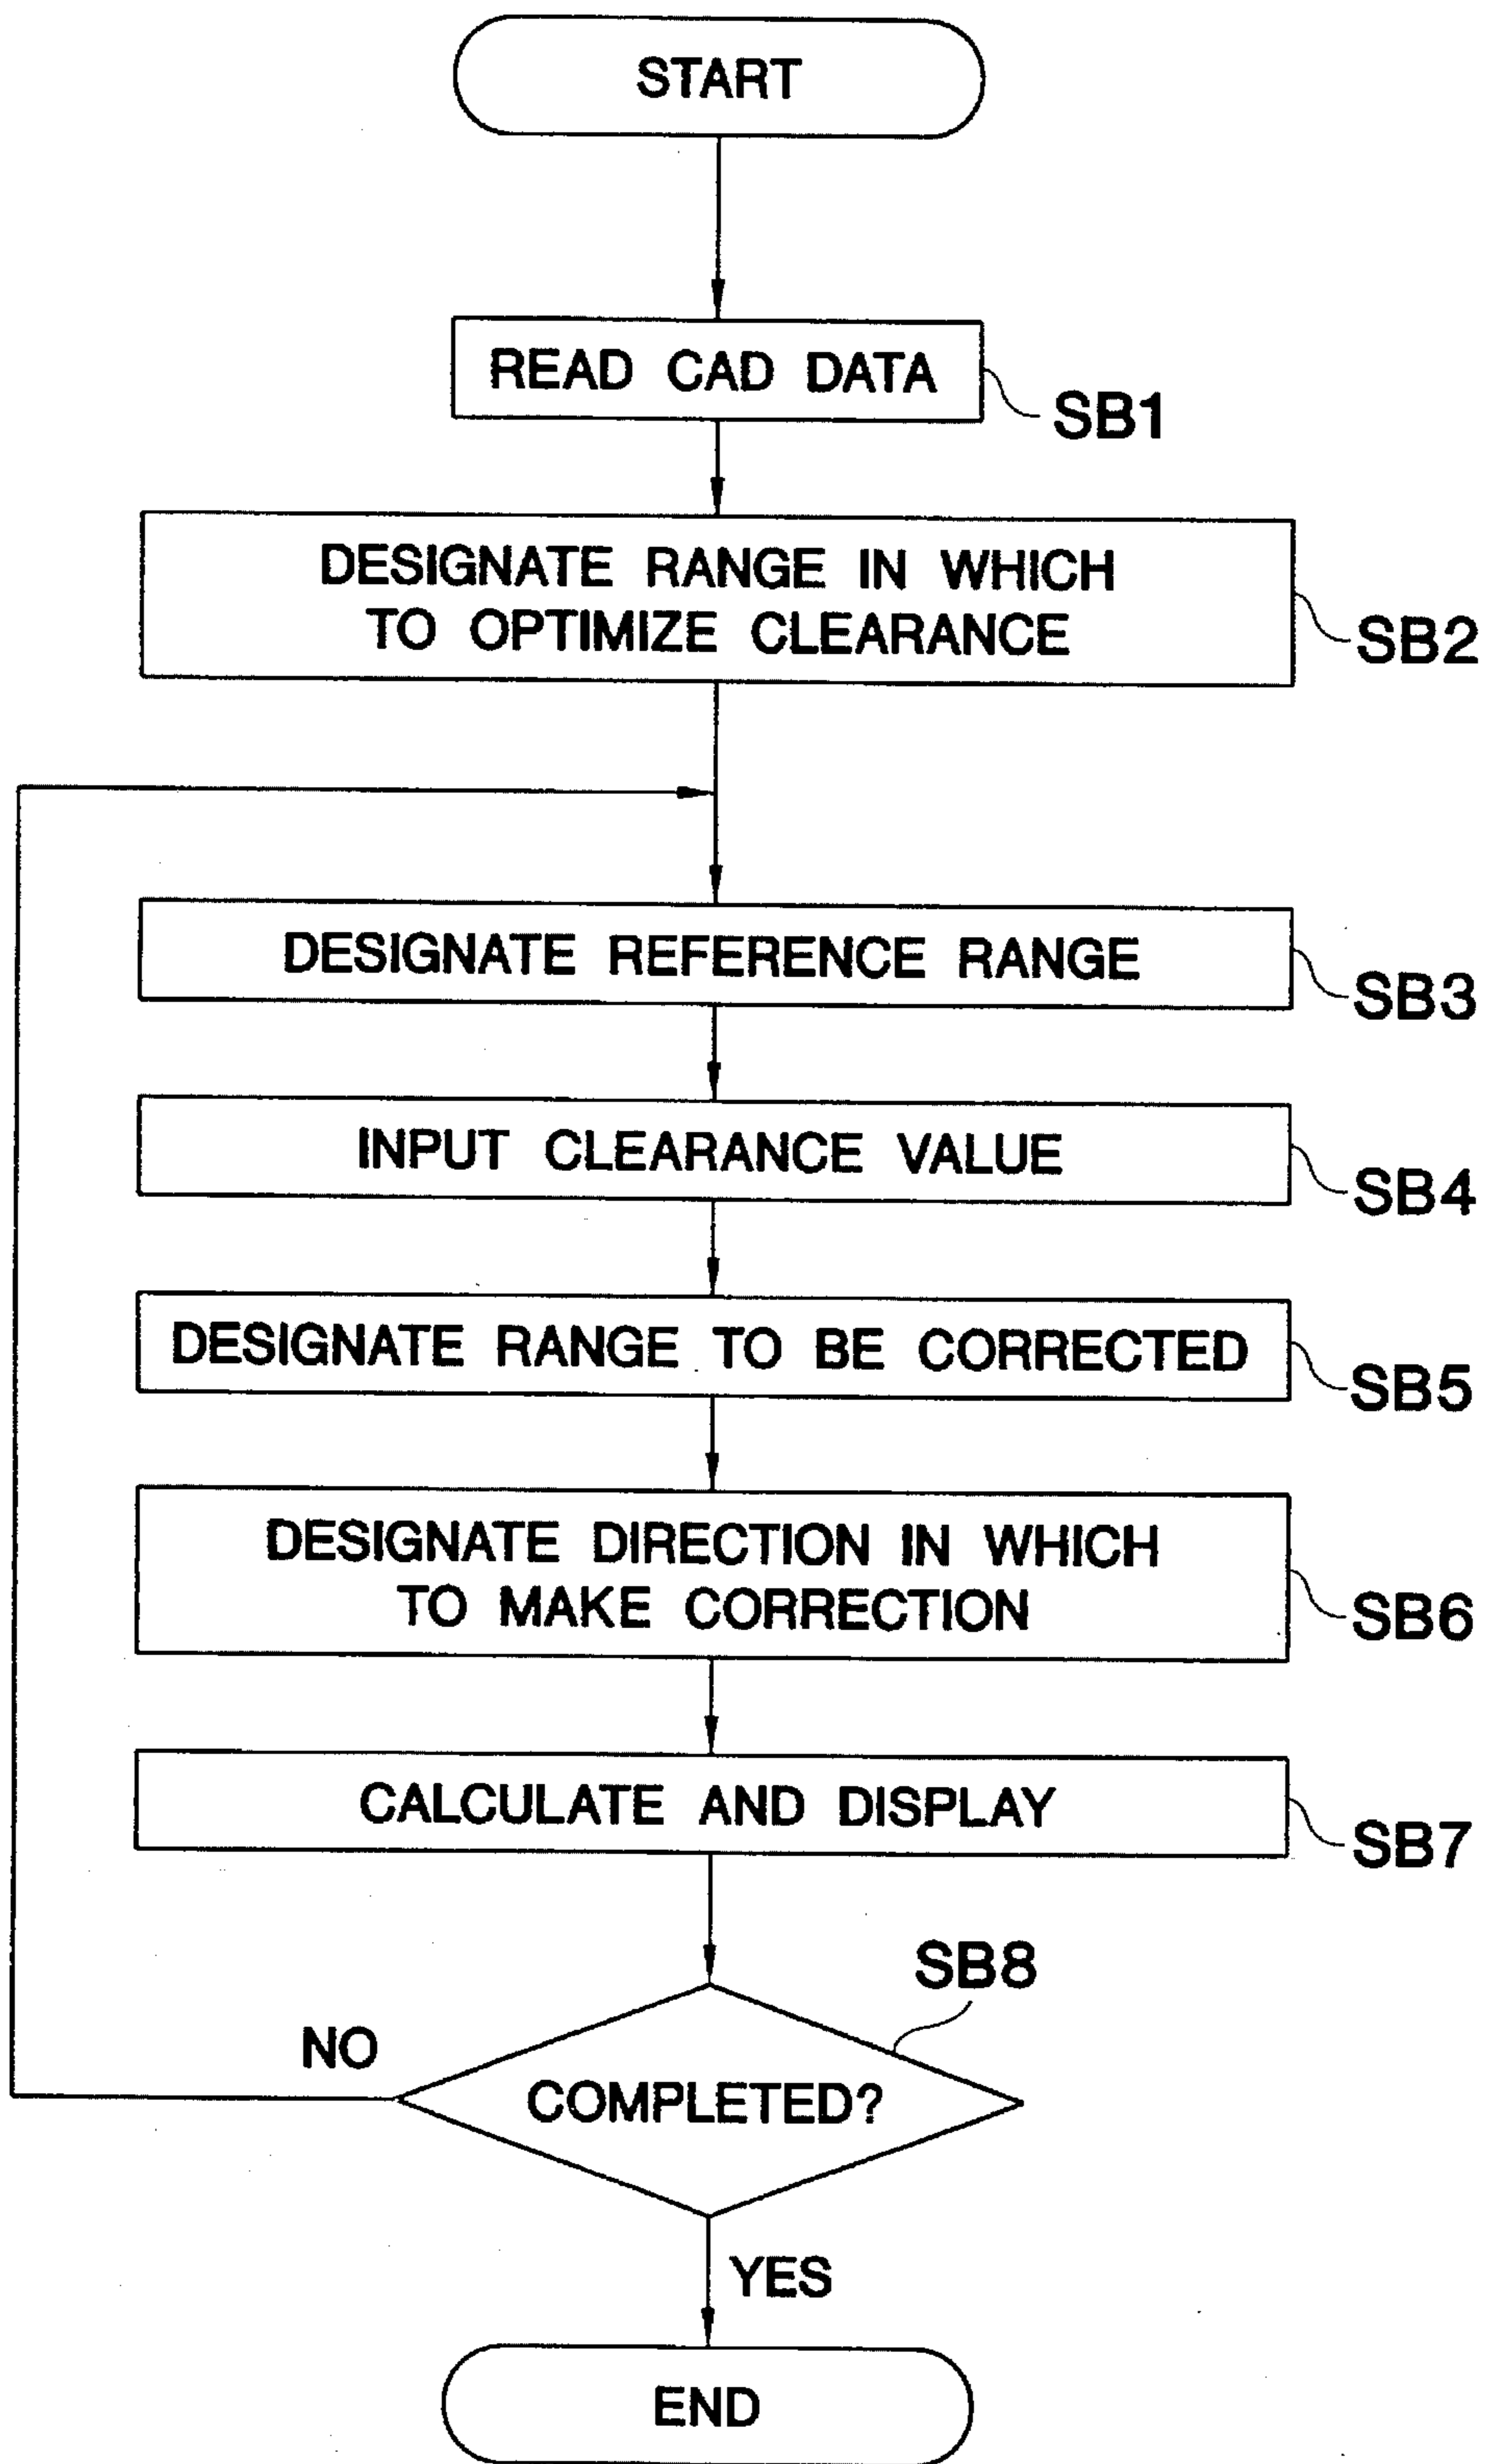 START
READ CAD DATA
SB1
DESIGNATE RANGE IN WHICH
TO OPTIMIZE CLEARANCE
SB2
DESIGNATE REFERENCE RANGE
SB3
INPUT CLEARANCE VALUE
SB4
DESIGNATE RANGE TO BE CORRECTED
SB5
DESIGNATE DIRECTION IN WHICH
TO MAKE CORRECTION
SB6
CALCULATE AND DISPLAY
SB7
SB8
NO
COMPLETED?
YES
END